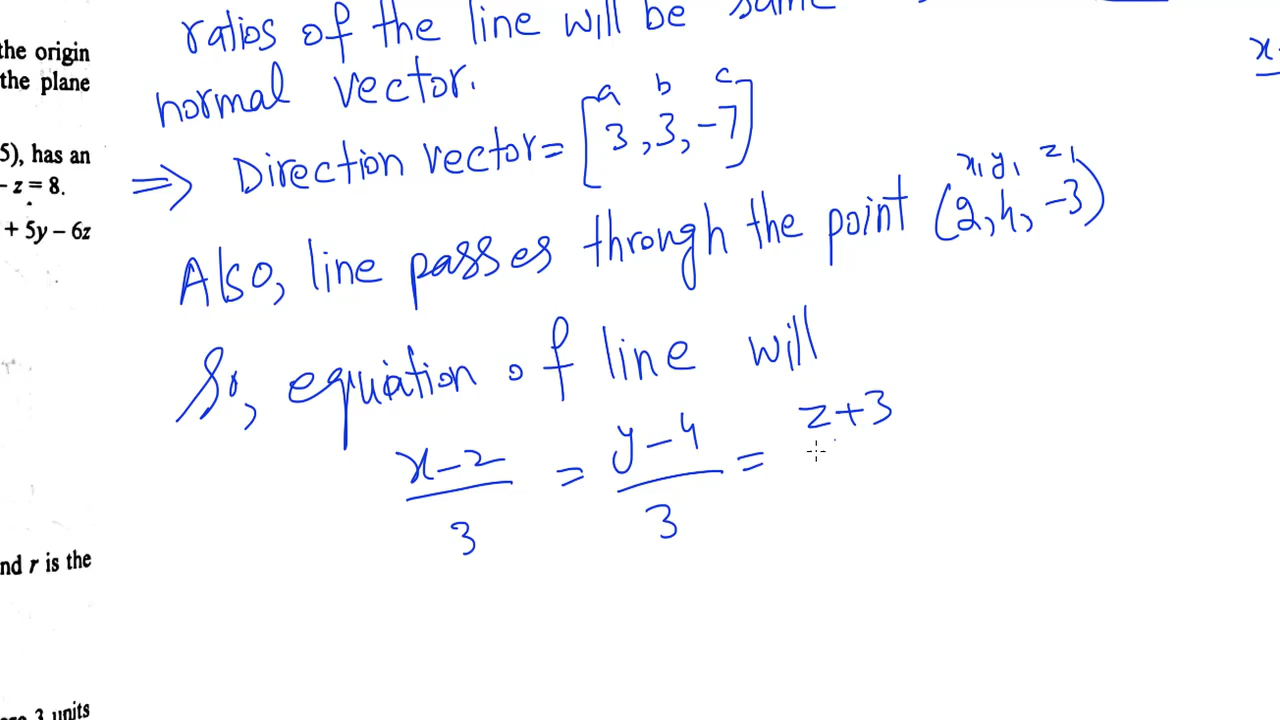 the origin
the plane
5), has an
- z = 8.
+ 5y – 6z
nd r is the
3 units
ratios of the line will be same
normal vector.
a b c
⇒ Direction vector = [3, 3, -7]
x₁ y₁ z₁
Also, line passes through the point (2, 4, -3)
So, equiation of line will
x-2/3 = y-4/3 = z+3